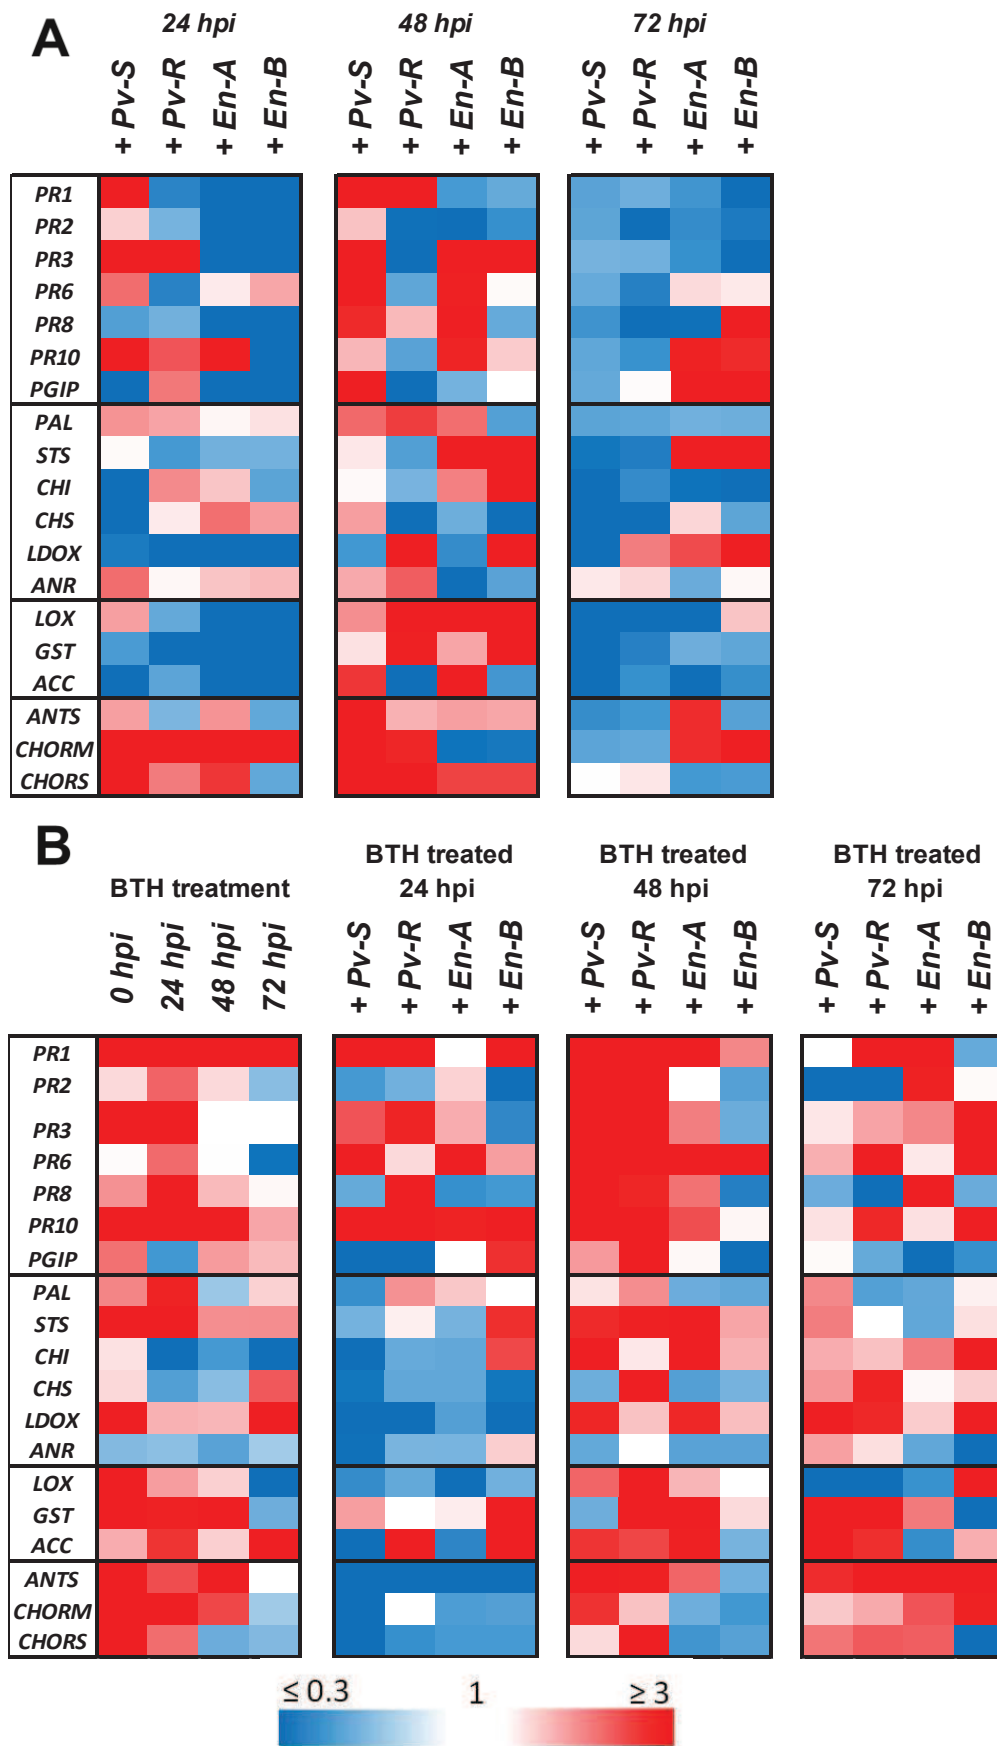 A
24 hpi 48 hpi 72 hpi
+ Pv-S + Pv-R + En-A + En-B + Pv-S + Pv-R + En-A + En-B + Pv-S + Pv-R + En-A + En-B
PR1
PR2
PR3
PR6
PR8
PR10
PGIP
PAL
STS
CHI
CHS
LDOX
ANR
LOX
GST
ACC
ANTS
CHORM
CHORS
B
BTH treatment
BTH treated
24 hpi
BTH treated
48 hpi
BTH treated
72 hpi
0 hpi 24 hpi 48 hpi 72 hpi + Pv-S + Pv-R + En-A + En-B + Pv-S + Pv-R + En-A + En-B + Pv-S + Pv-R + En-A + En-B
PR1
PR2
PR3
PR6
PR8
PR10
PGIP
PAL
STS
CHI
CHS
LDOX
ANR
LOX
GST
ACC
ANTS
CHORM
CHORS
≤ 0.3 1 ≥ 3